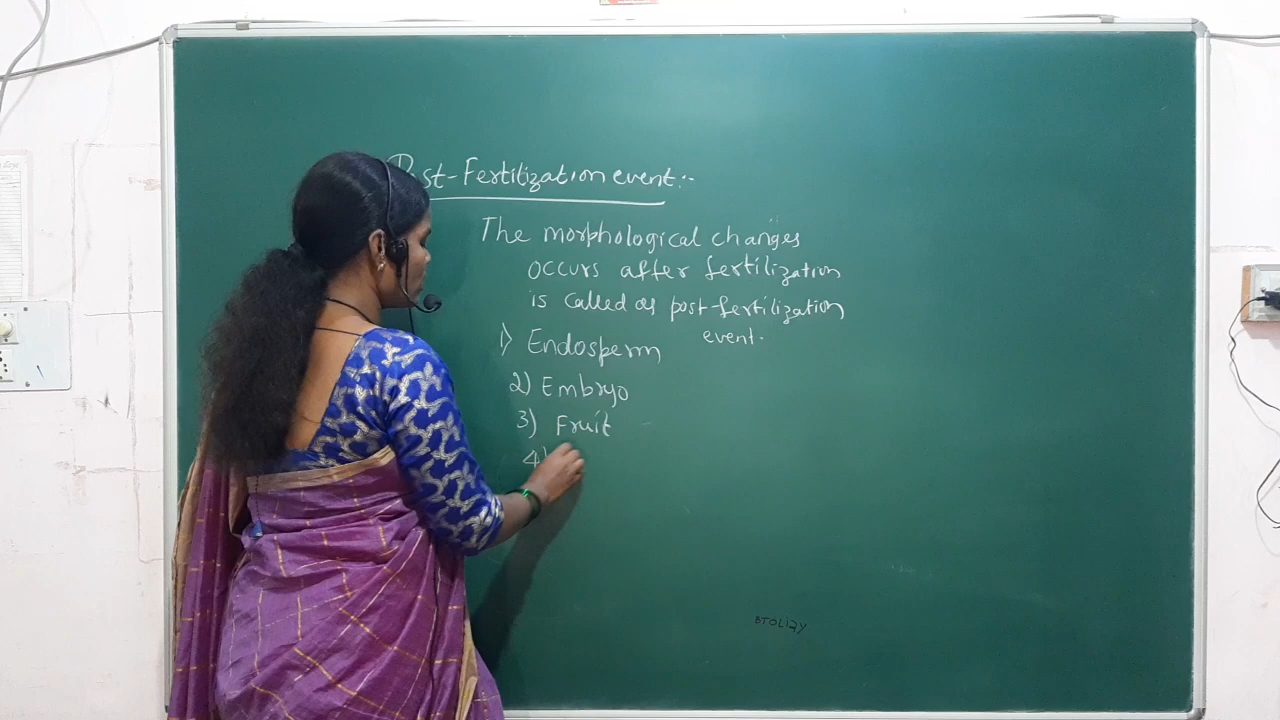 Post-Fertilization event:-
The morphological changes
occurs after fertilization
is called as post-fertilization
event.
1) Endosperm
2) Embryo
3) Fruit
4)